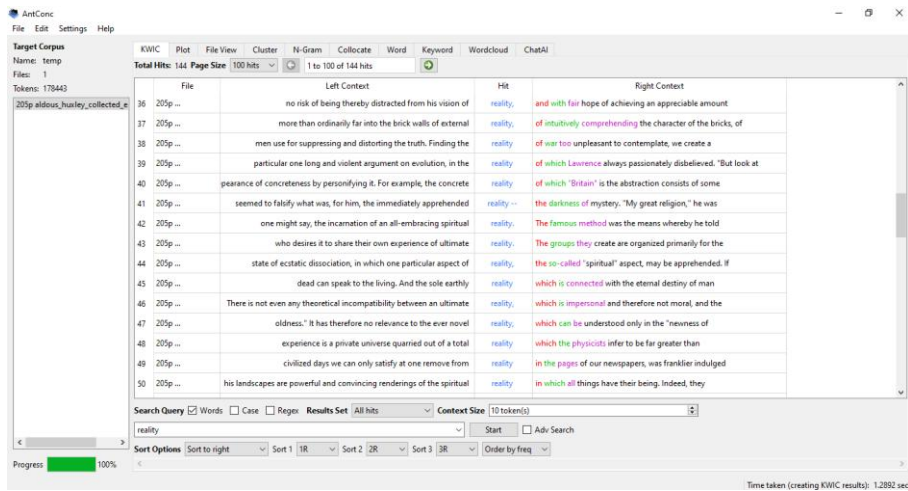 AntConc
File Edit Settings Help
Target Corpus
Name: temp
Files: 1
Tokens: 178443
205p aldous_huxley_collected_e
Progress 100%
KWIC Plot File View Cluster N-Gram Collocate Word Keyword Wordcloud ChatAI
Total Hits: 144 Page Size 100 hits 1 to 100 of 144 hits
File Left Context Hit Right Context
36 205p ... no risk of being thereby distracted from his vision of reality, and with fair hope of achieving an appreciable amount
37 205p ... more than ordinarily far into the brick walls of external reality, of intuitively comprehending the character of the bricks, of
38 205p ... men use for suppressing and distorting the truth. Finding the reality of war too unpleasant to contemplate, we create a
39 205p ... particular one long and violent argument on evolution, in the reality of which Lawrence always passionately disbelieved. "But look at
40 205p ... pearance of concreteness by personifying it. For example, the concrete reality of which "Britain" is the abstraction consists of some
41 205p ... seemed to falsify what was, for him, the immediately apprehended reality -- the darkness of mystery. "My great religion," he was
42 205p ... one might say, the incarnation of an all-embracing spiritual reality. The famous method was the means whereby he told
43 205p ... who desires it to share their own experience of ultimate reality. The groups they create are organized primarily for the
44 205p ... state of ecstatic dissociation, in which one particular aspect of reality, the so-called "spiritual" aspect, may be apprehended. If
45 205p ... dead can speak to the living. And the sole earthly reality which is connected with the eternal destiny of man
46 205p ... There is not even any theoretical incompatibility between an ultimate reality, which is impersonal and therefore not moral, and the
47 205p ... oldness." It has therefore no relevance to the ever novel reality, which can be understood only in the "newness of
48 205p ... experience is a private universe quarried out of a total reality which the physicists infer to be far greater than
49 205p ... civilized days we can only satisfy at one remove from reality in the pages of our newspapers, was franklier indulged
50 205p ... his landscapes are powerful and convincing renderings of the spiritual reality in which all things have their being. Indeed, they
Search Query Words Case Regex Results Set All hits Context Size 10 token(s)
reality Start Adv Search
Sort Options Sort to right Sort 1 1R Sort 2 2R Sort 3 3R Order by freq
Time taken (creating KWIC results): 1.2892 sec